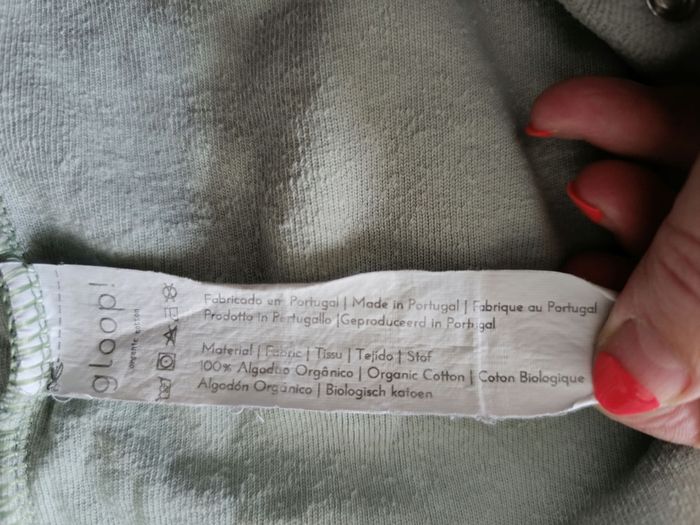 gloop!
organic cotton
Fabricado em Portugal | Made in Portugal | Fabrique au Portugal
Prodotto in Portugallo | Geproduceerd in Portugal
Material | Fabric | Tissu | Tejido | Stof
100% Algodão Orgânico | Organic Cotton | Coton Biologique
Algodón Orgánico | Biologisch katoen